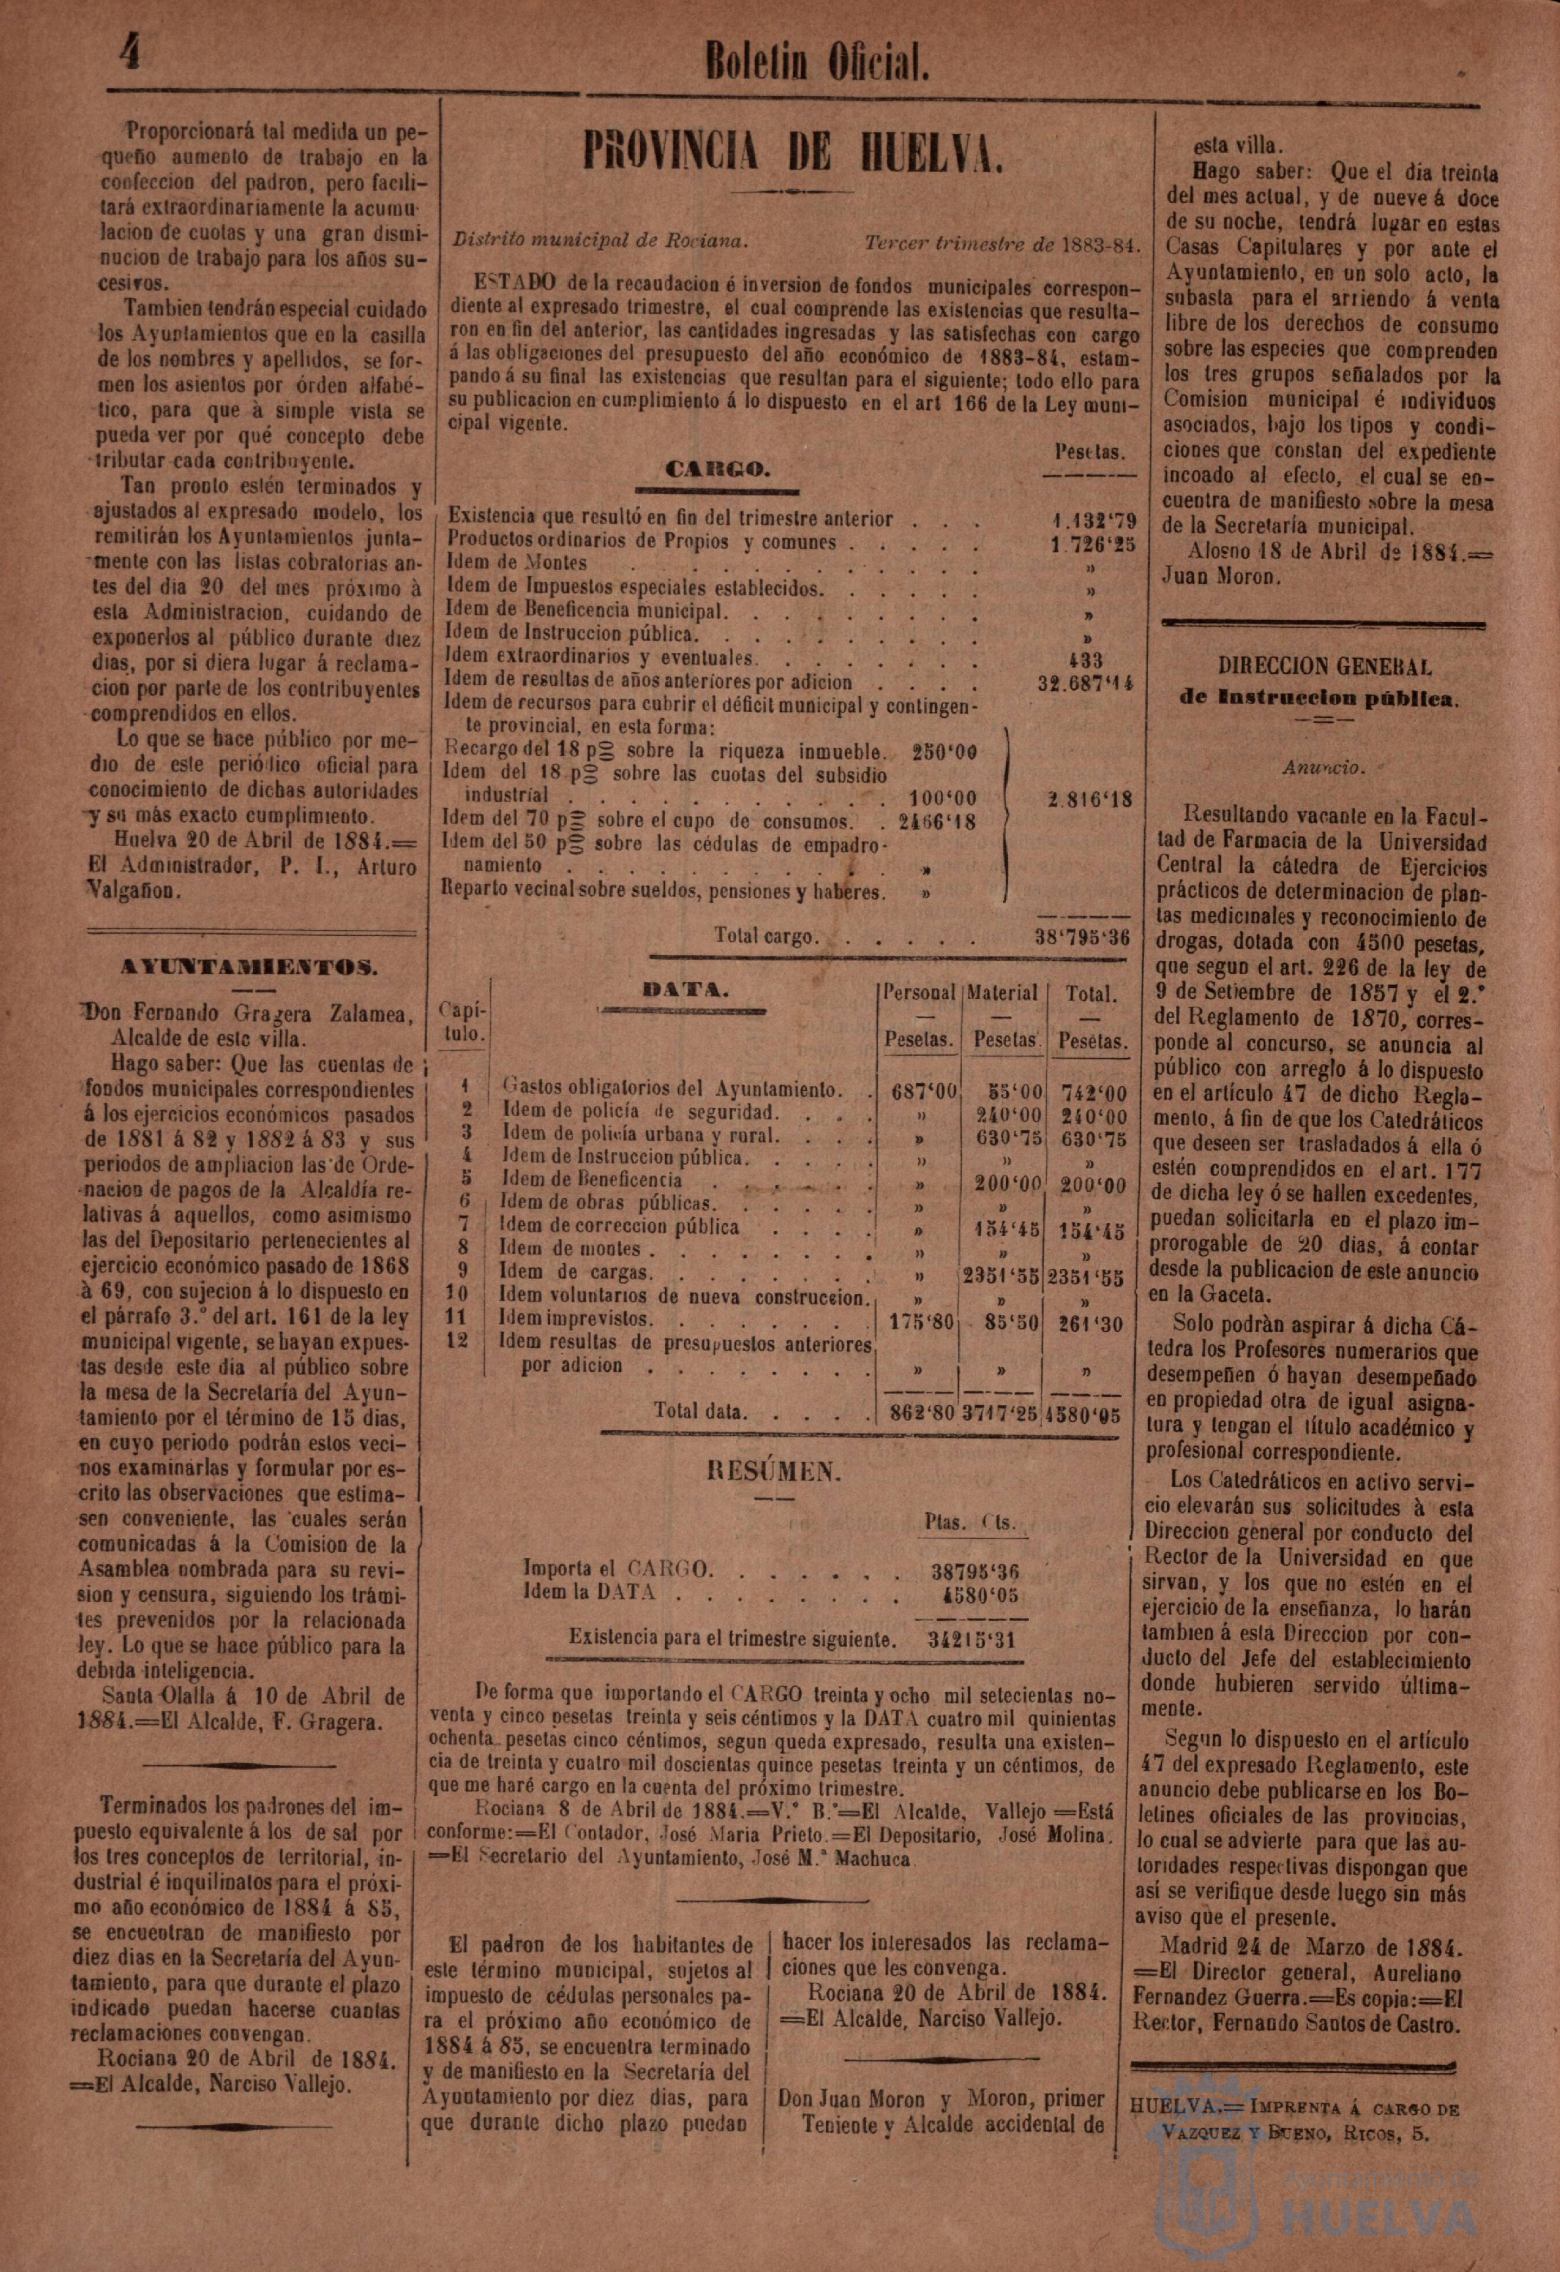 4
Boletin Oficial.
Proporcionará tal medida un pe-
queño aumento de trabajo en la
confeccion del padron, pero facili-
tará extraordinariamente la acumu-
lacion de cuotas y una gran dismi-
nucion de trabajo para los años su-
cesivos.
Tambien tendrán especial cuidado
los Ayuntamientos que en la casilla
de los nombres y apellidos, se for-
men los asientos por órden alfabé-
tico, para que à simple vista se
pueda ver por qué concepto debe
tributar cada contribuyente.
Tan pronto estén terminados y
ajustados al expresado modelo, los
remitirán los Ayuntamientos junta-
mente con las listas cobratorias an-
tes del dia 20 del mes próximo à
esta Administracion, cuidando de
exponerlos al público durante diez
dias, por si diera lugar á reclama-
cion por parte de los contribuyentes
comprendidos en ellos.
Lo que se hace público por me-
dio de este periódico oficial para
conocimiento de dichas autoridades
y su más exacto cumplimiento.
Huelva 20 de Abril de 1884.=
El Administrador, P. I., Arturo
Valgañon.
AYUNTAMIENTOS.
Don Fernando Gragera Zalamea,
Alcalde de este villa.
Hago saber: Que las cuentas de
fondos municipales correspondientes
á los ejercicios económicos pasados
de 1881 á 82 y 1882 á 83 y sus
periodos de ampliacion las de Orde-
nacion de pagos de la Alcaldía re-
lativas á aquellos, como asimismo
las del Depositario pertenecientes al
ejercicio económico pasado de 1868
à 69, con sujecion á lo dispuesto en
el párrafo 3.º del art. 161 de la ley
municipal vigente, se hayan expues-
tas desde este dia al público sobre
la mesa de la Secretaría del Ayun-
tamiento por el término de 15 dias,
en cuyo periodo podrán estos veci-
nos examinarlas y formular por es-
crito las observaciones que estima-
sen conveniente, las cuales serán
comunicadas á la Comision de la
Asamblea nombrada para su revi-
sion y censura, siguiendo los trámi-
tes prevenidos por la relacionada
ley. Lo que se hace público para la
debida inteligencia.
Santa Olalla á 10 de Abril de
1884.=El Alcalde, F. Gragera.
Terminados los padrones del im-
puesto equivalente á los de sal por
los tres conceptos de territorial, in-
dustrial é inquilinatos para el próxi-
mo año económico de 1884 á 85,
se encuentran de manifiesto por
diez dias en la Secretaría del Ayun-
tamiento, para que durante el plazo
indicado puedan hacerse cuantas
reclamaciones convengan.
Rociana 20 de Abril de 1884.
=El Alcalde, Narciso Vallejo.
PROVINCIA DE HUELVA.
Distrito municipal de Rociana. Tercer trimestre de 1883-84.
ESTADO de la recaudacion é inversion de fondos municipales correspon-
diente al expresado trimestre, el cual comprende las existencias que resulta-
ron en fin del anterior, las cantidades ingresadas y las satisfechas con cargo
á las obligaciones del presupuesto del año económico de 1883-84, estam-
pando á su final las existencias que resultan para el siguiente; todo ello para
su publicacion en cumplimiento á lo dispuesto en el art 166 de la Ley muni-
cipal vigente.
Pesetas.
CARGO.
Existencia que resultó en fin del trimestre anterior . . . 1.132‘79
Productos ordinarios de Propios y comunes . . . . . 1.726‘25
Idem de Montes . . . . . . . . »
Idem de Impuestos especiales establecidos. . . . . . »
Idem de Beneficencia municipal. . . . . . . . . »
Idem de Instruccion pública. . . . . . . . . »
Idem extraordinarios y eventuales. . . . . . . . 433
Idem de resultas de años anteriores por adicion . . . . 32.687‘14
Idem de recursos para cubrir el déficit municipal y contingen-
te provincial, en esta forma:
Recargo del 18 p% sobre la riqueza inmueble. 250‘00
Idem del 18 p% sobre las cuotas del subsidio
industrial . . . . . . . . . . 100‘00 2.816‘18
Idem del 70 p% sobre el cupo de consumos. . 2466‘18
Idem del 50 p% sobre las cédulas de empadro-
namiento . . . . . . . . . »
Reparto vecinal sobre sueldos, pensiones y haberes. »
Total cargo. . . . . . . 38‘795‘36
DATA.
Capí-
tulo.
Personal Material Total.
Pesetas. Pesetas. Pesetas.
1 Gastos obligatorios del Ayuntamiento. . 687‘00 55‘00 742‘00
2 Idem de policía de seguridad. . . . » 240‘00 240‘00
3 Idem de policía urbana y rural. . . . » 630‘75 630‘75
4 Idem de Instruccion pública. . . . . » » »
5 Idem de Beneficencia . . . . . . » 200‘00 200‘00
6 Idem de obras públicas. . . . . . » » »
7 Idem de correccion pública . . . . » 154‘45 154‘45
8 Idem de montes . . . . . . . . » » »
9 Idem de cargas. . . . . . . . » 2351‘55 2351‘55
10 Idem voluntarios de nueva construccion. » » »
11 Idem imprevistos. . . . . . . . 175‘80 85‘50 261‘30
12 Idem resultas de presupuestos anteriores
por adicion . . . . . . . . » » »
Total data. . . . . . 862‘80 3717‘25 4580‘05
RESÚMEN.
Ptas. Cts.
Importa el CARGO. . . . . . . 38795‘36
Idem la DATA . . . . . . . . 4580‘05
Existencia para el trimestre siguiente. 34215‘31
De forma que importando el CARGO treinta y ocho mil setecientas no-
venta y cinco pesetas treinta y seis céntimos y la DATA cuatro mil quinientas
ochenta pesetas cinco céntimos, segun queda expresado, resulta una existen-
cia de treinta y cuatro mil doscientas quince pesetas treinta y un céntimos, de
que me haré cargo en la cuenta del próximo trimestre.
Rociana 8 de Abril de 1884.=V.º B.º=El Alcalde, Vallejo =Está
conforme:=El Contador, José Maria Prieto.=El Depositario, José Molina.
=El Secretario del Ayuntamiento, José M.ª Machuca.
El padron de los habitantes de
este término municipal, sujetos al
impuesto de cédulas personales pa-
ra el próximo año económico de
1884 à 85, se encuentra terminado
y de manifiesto en la Secretaría del
Ayuntamiento por diez dias, para
que durante dicho plazo puedan
hacer los interesados las reclama-
ciones que les convenga.
Rociana 20 de Abril de 1884.
=El Alcalde, Narciso Vallejo.
Don Juan Moron y Moron, primer
Teniente y Alcalde accidental de
esta villa.
Hago saber: Que el dia treinta
del mes actual, y de nueve á doce
de su noche, tendrá lugar en estas
Casas Capitulares y por ante el
Ayuntamiento, en un solo acto, la
subasta para el arriendo á venta
libre de los derechos de consumo
sobre las especies que comprenden
los tres grupos señalados por la
Comision municipal é individuos
asociados, bajo los tipos y condi-
ciones que constan del expediente
incoado al efecto, el cual se en-
cuentra de manifiesto sobre la mesa
de la Secretaría municipal.
Alosno 18 de Abril de 1884.=
Juan Moron.
DIRECCION GENERAL
de Instruccion pública.
Anuncio.
Resultando vacante en la Facul-
tad de Farmacia de la Universidad
Central la cátedra de Ejercicios
prácticos de determinacion de plan-
tas medicinales y reconocimiento de
drogas, dotada con 4500 pesetas,
que segun el art. 226 de la ley de
9 de Setiembre de 1857 y el 2.º
del Reglamento de 1870, corres-
ponde al concurso, se anuncia al
público con arreglo á lo dispuesto
en el artículo 47 de dicho Regla-
mento, á fin de que los Catedráticos
que deseen ser trasladados á ella ó
estén comprendidos en el art. 177
de dicha ley ó se hallen excedentes,
puedan solicitarla en el plazo im-
prorogable de 20 dias, á contar
desde la publicacion de este anuncio
en la Gaceta.
Solo podràn aspirar á dicha Cá-
tedra los Profesores numerarios que
desempeñen ó hayan desempeñado
en propiedad otra de igual asigna-
tura y tengan el título académico y
profesional correspondiente.
Los Catedráticos en activo servi-
cio elevarán sus solicitudes à esta
Direccion general por conducto del
Rector de la Universidad en que
sirvan, y los que no estén en el
ejercicio de la enseñanza, lo harán
tambien á esta Direccion por con-
ducto del Jefe del establecimiento
donde hubieren servido última-
mente.
Segun lo dispuesto en el artículo
47 del expresado Reglamento, este
anuncio debe publicarse en los Bo-
letines oficiales de las provincias,
lo cual se advierte para que las au-
toridades respectivas dispongan que
así se verifique desde luego sin más
aviso que el presente.
Madrid 24 de Marzo de 1884.
=El Director general, Aureliano
Fernandez Guerra.=Es copia:=El
Rector, Fernando Santos de Castro.
HUELVA.=IMPRENTA Á CARGO DE
VAZQUEZ Y BUENO, RICOS, 5.
Ayuntamiento de
HUELVA